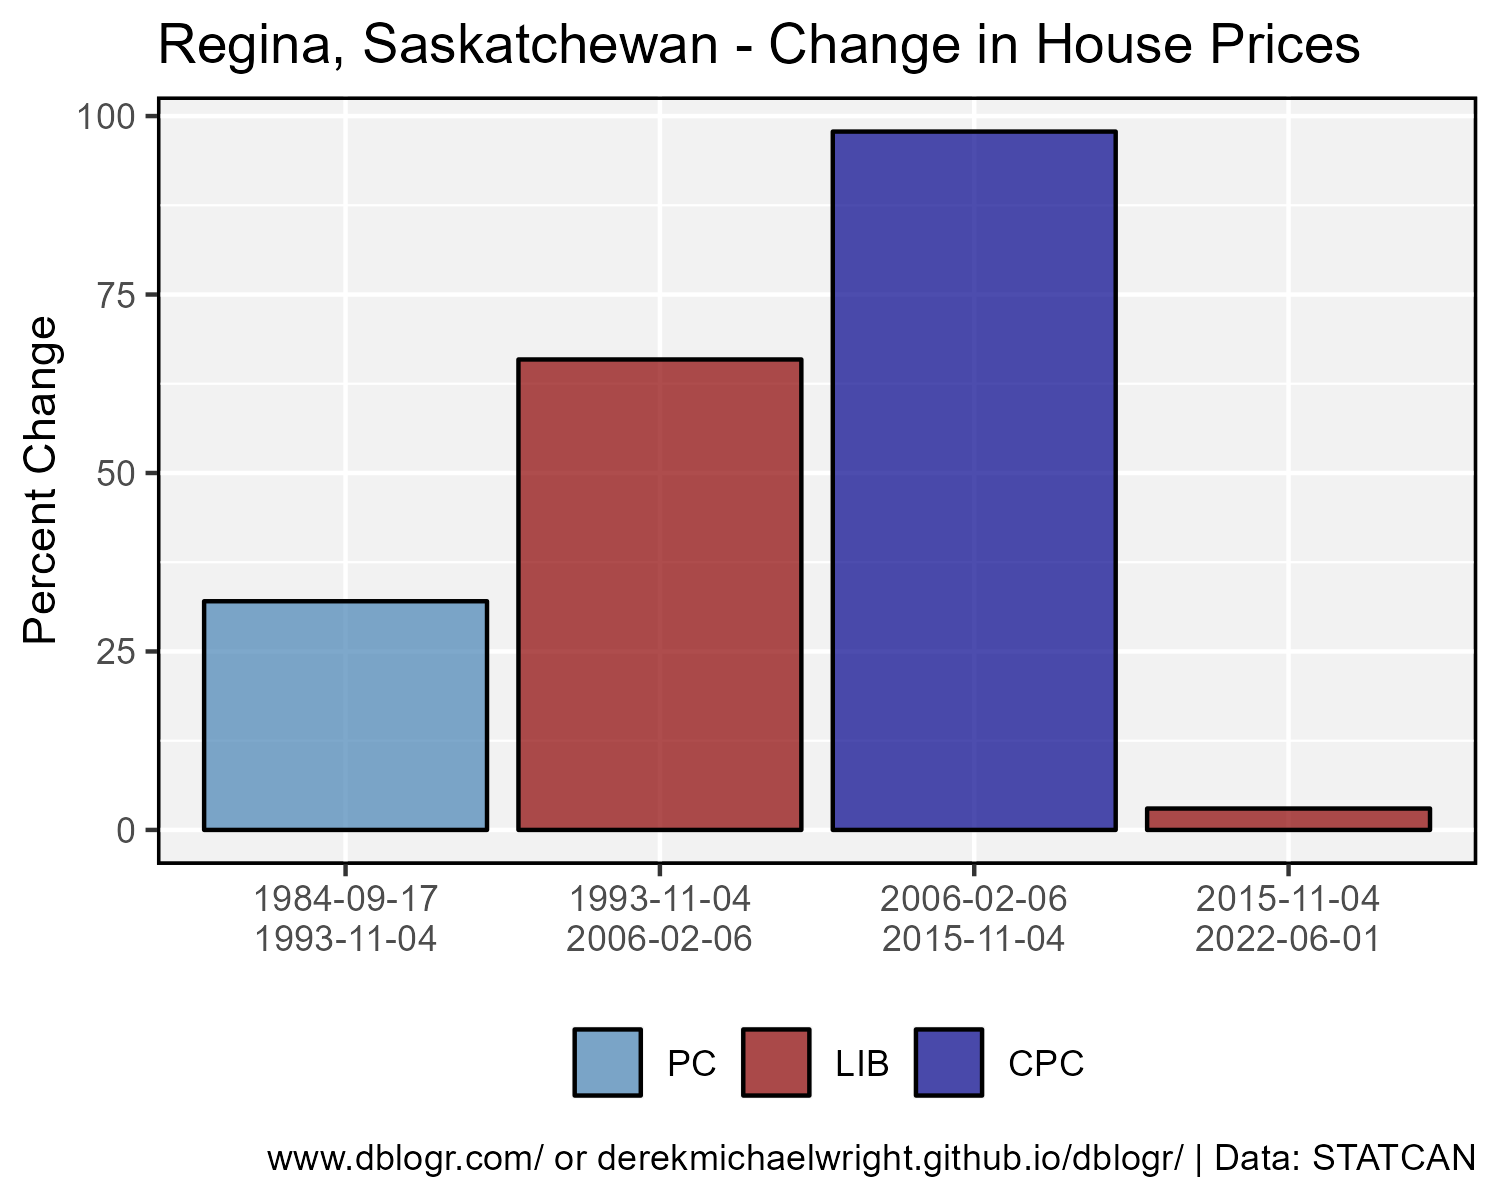 Regina, Saskatchewan - Change in House Prices
Percent Change
100
75
50
25
0
1984-09-17 1993-11-04 2006-02-06 2015-11-04
1993-11-04 2006-02-06 2015-11-04 2022-06-01
PC LIB CPC
www.dblogr.com/ or derekmichaelwright.github.io/dblogr/ | Data: STATCAN